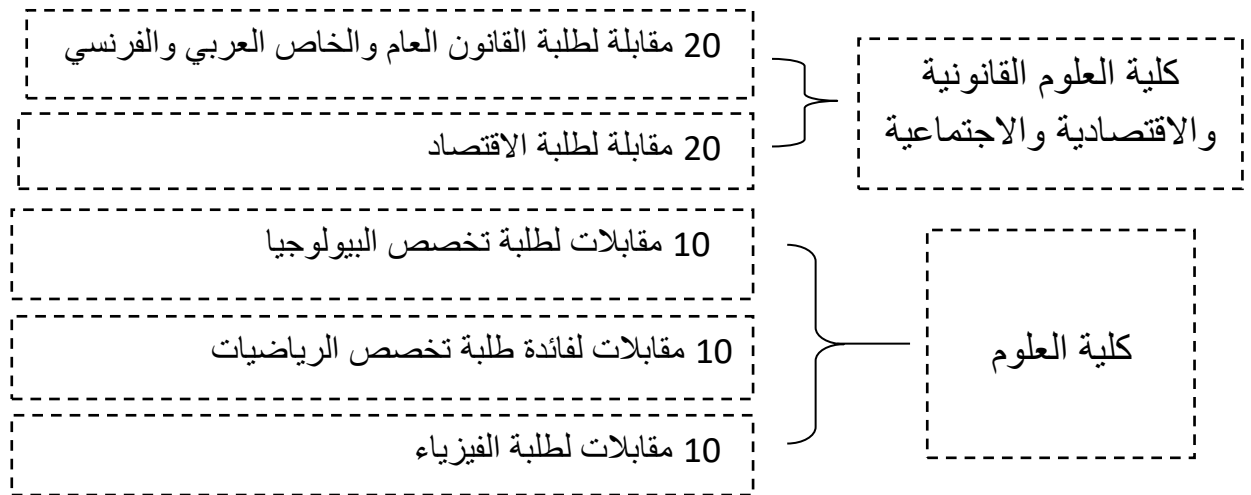 كلية العلوم القانونية
والاقتصادية والاجتماعية
20 مقابلة لطلبة القانون العام والخاص العربي والفرنسي
20 مقابلة لطلبة الاقتصاد
كلية العلوم
10 مقابلات لطلبة تخصص البيولوجيا
10 مقابلات لفائدة طلبة تخصص الرياضيات
10 مقابلات لطلبة الفيزياء